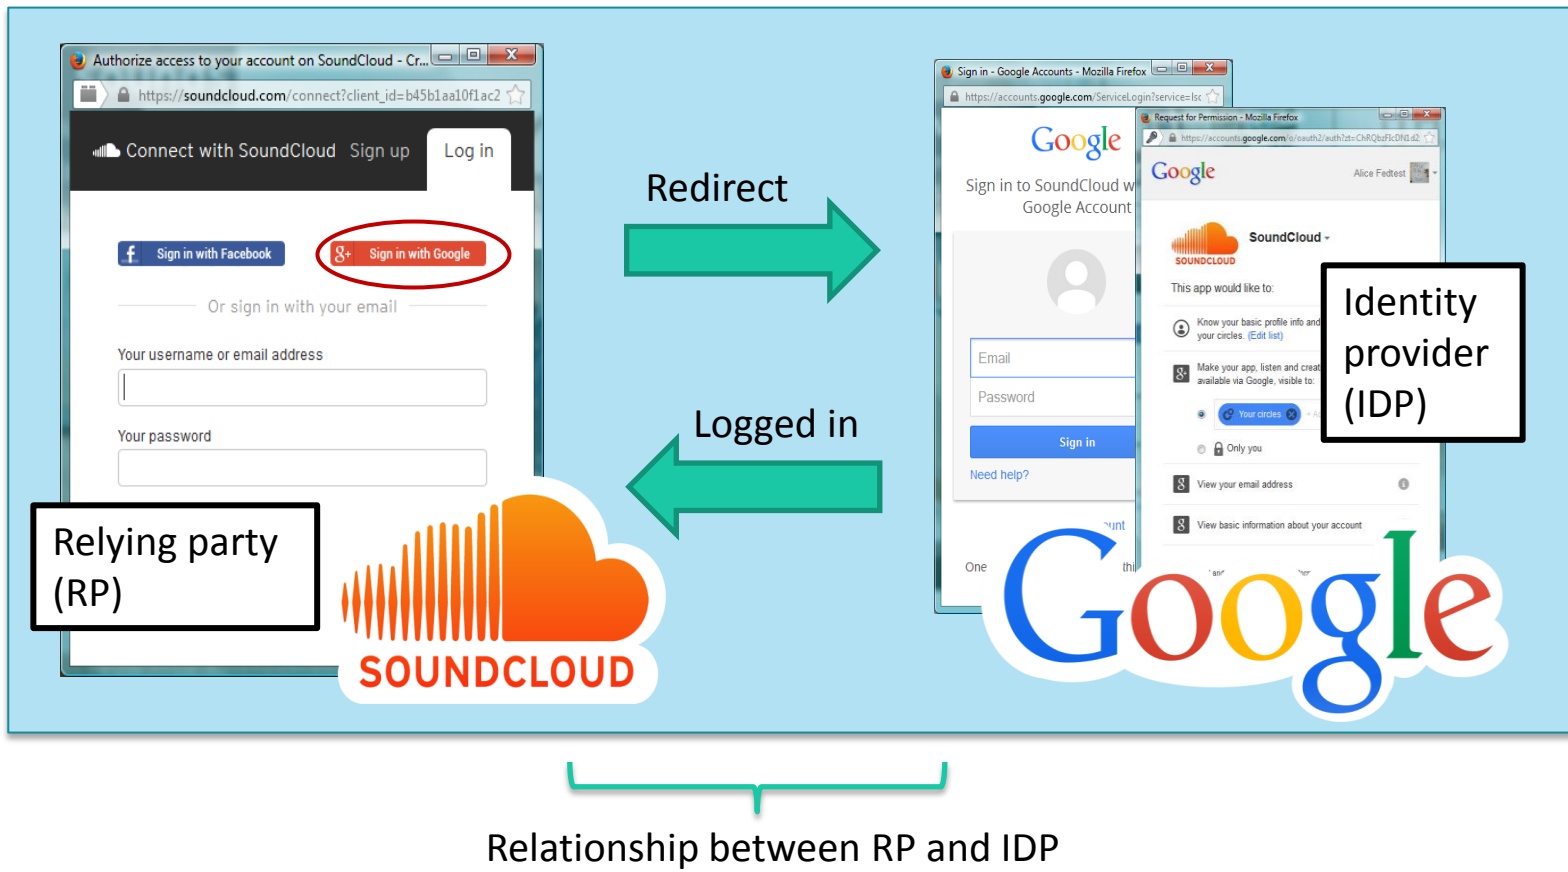 Authorize access to your account on SoundCloud - Cr...
https://soundcloud.com/connect?client_id=b45b1aa10f1ac2
Connect with SoundCloud Sign up Log in
f Sign in with Facebook
g+ Sign in with Google
Or sign in with your email
Your username or email address
Your password
Relying party
(RP)
SOUNDCLOUD
Redirect
Logged in
Sign in - Google Accounts - Mozilla Firefox
https://accounts.google.com/ServiceLogin?service=lsc
Google
Sign in to SoundCloud w
Google Account
Email
Password
Sign in
Need help?
One
Request for Permission - Mozilla Firefox
https://accounts.google.com/o/oauth2/auth?zt=ChRQbzFIcDN1d2
Google
Alice Fedtest
SOUNDCLOUD
SoundCloud
This app would like to:
Know your basic profile info and
your circles. (Edit list)
Make your app, listen and creat
available via Google, visible to:
Your circles
Only you
View your email address
View basic information about your account
Identity
provider
(IDP)
Google
Relationship between RP and IDP